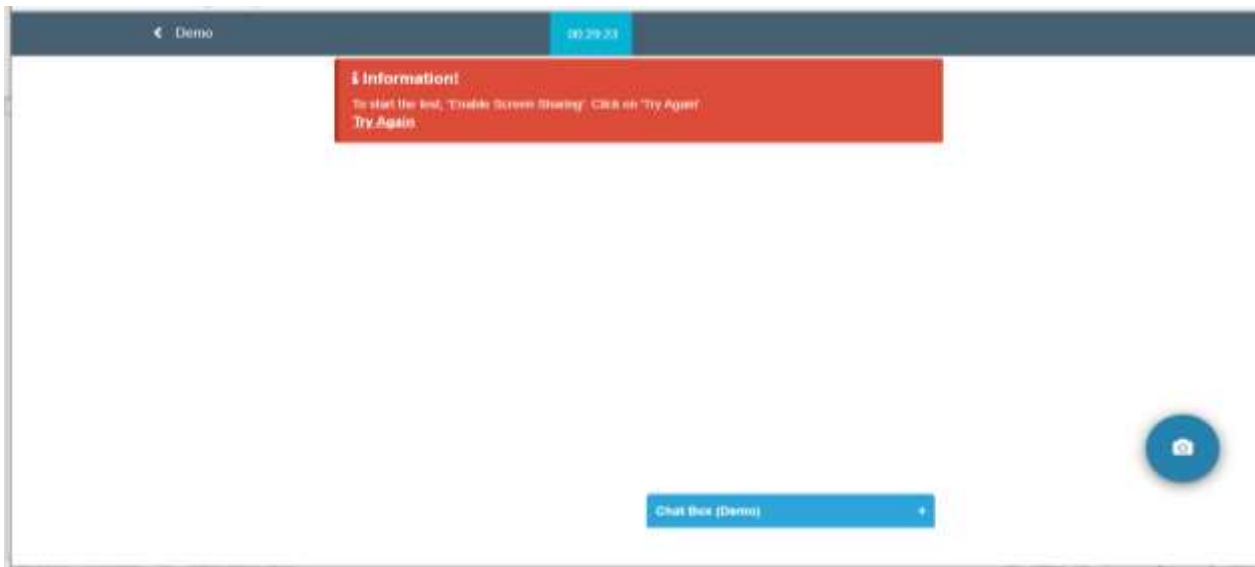 Demo
00:29:23
Information!
To start the test, 'Enable Screen Sharing'. Click on 'Try Again'
Try Again
Chat Box (Demo) +